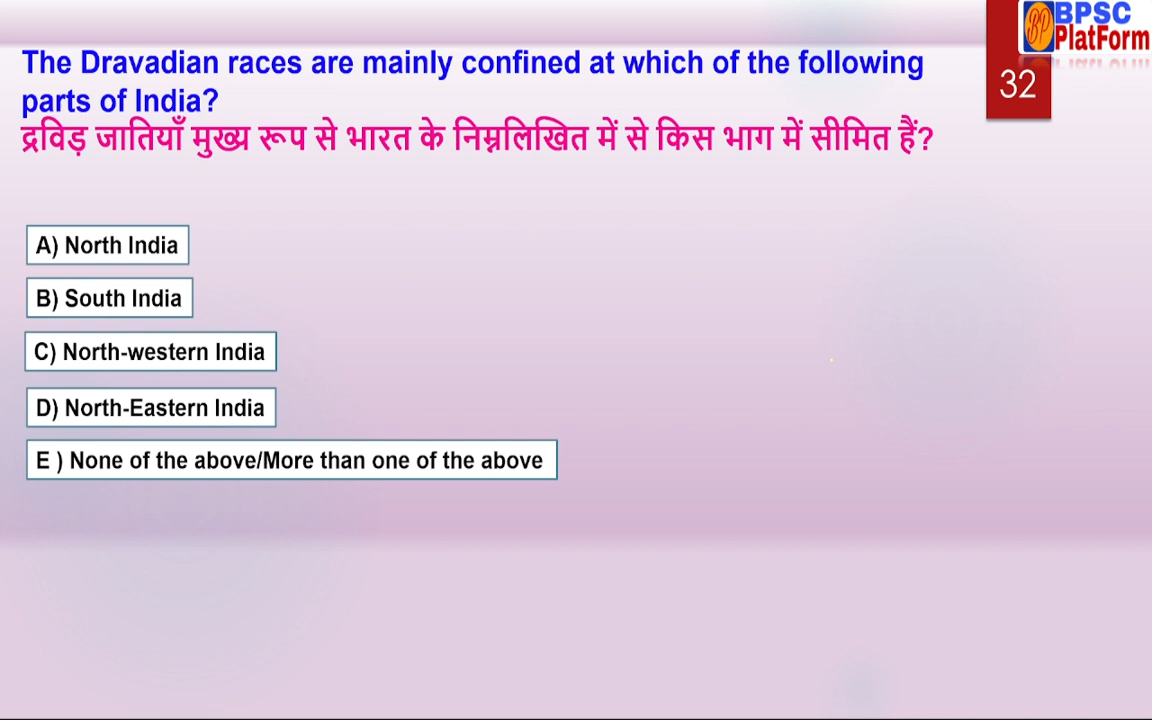 BPSC
PlatForm
BP
32
The Dravadian races are mainly confined at which of the following
parts of India?
द्रविड़ जातियाँ मुख्य रूप से भारत के निम्नलिखित में से किस भाग में सीमित हैं?
A) North India
B) South India
C) North-western India
D) North-Eastern India
E ) None of the above/More than one of the above